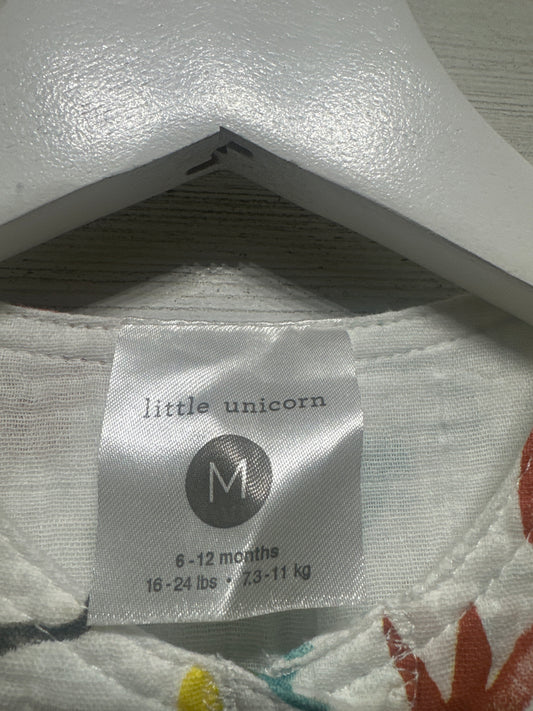 little unicorn
M
6-12 months
16-24 lbs • 7.3-11 kg